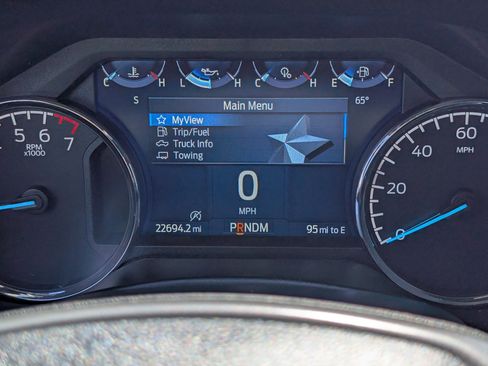 C H C H C H E F
S Main Menu 65°
MyView
Trip/Fuel
Truck Info
Towing
5 6 7
RPM
x1000
0
MPH
22694.2 mi PRNDM 95 mi to E
0 20 40 60
MPH